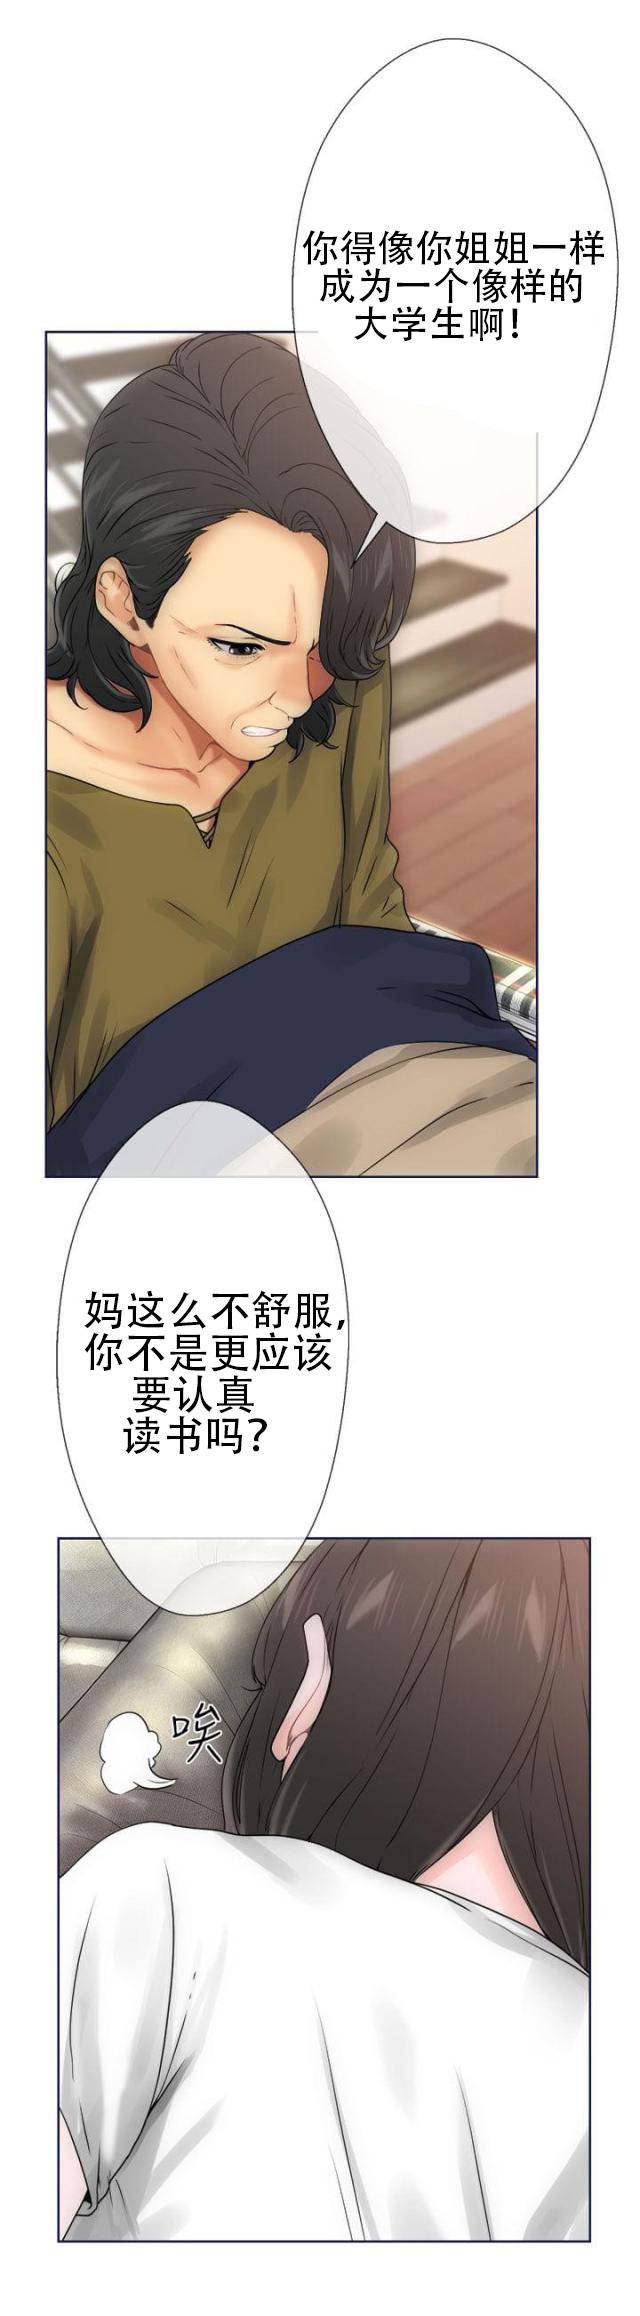 你得像你姐姐一样
成为一个像样的
大学生啊!
妈这么不舒服,
你不是更应该
要认真
读书吗?
唉